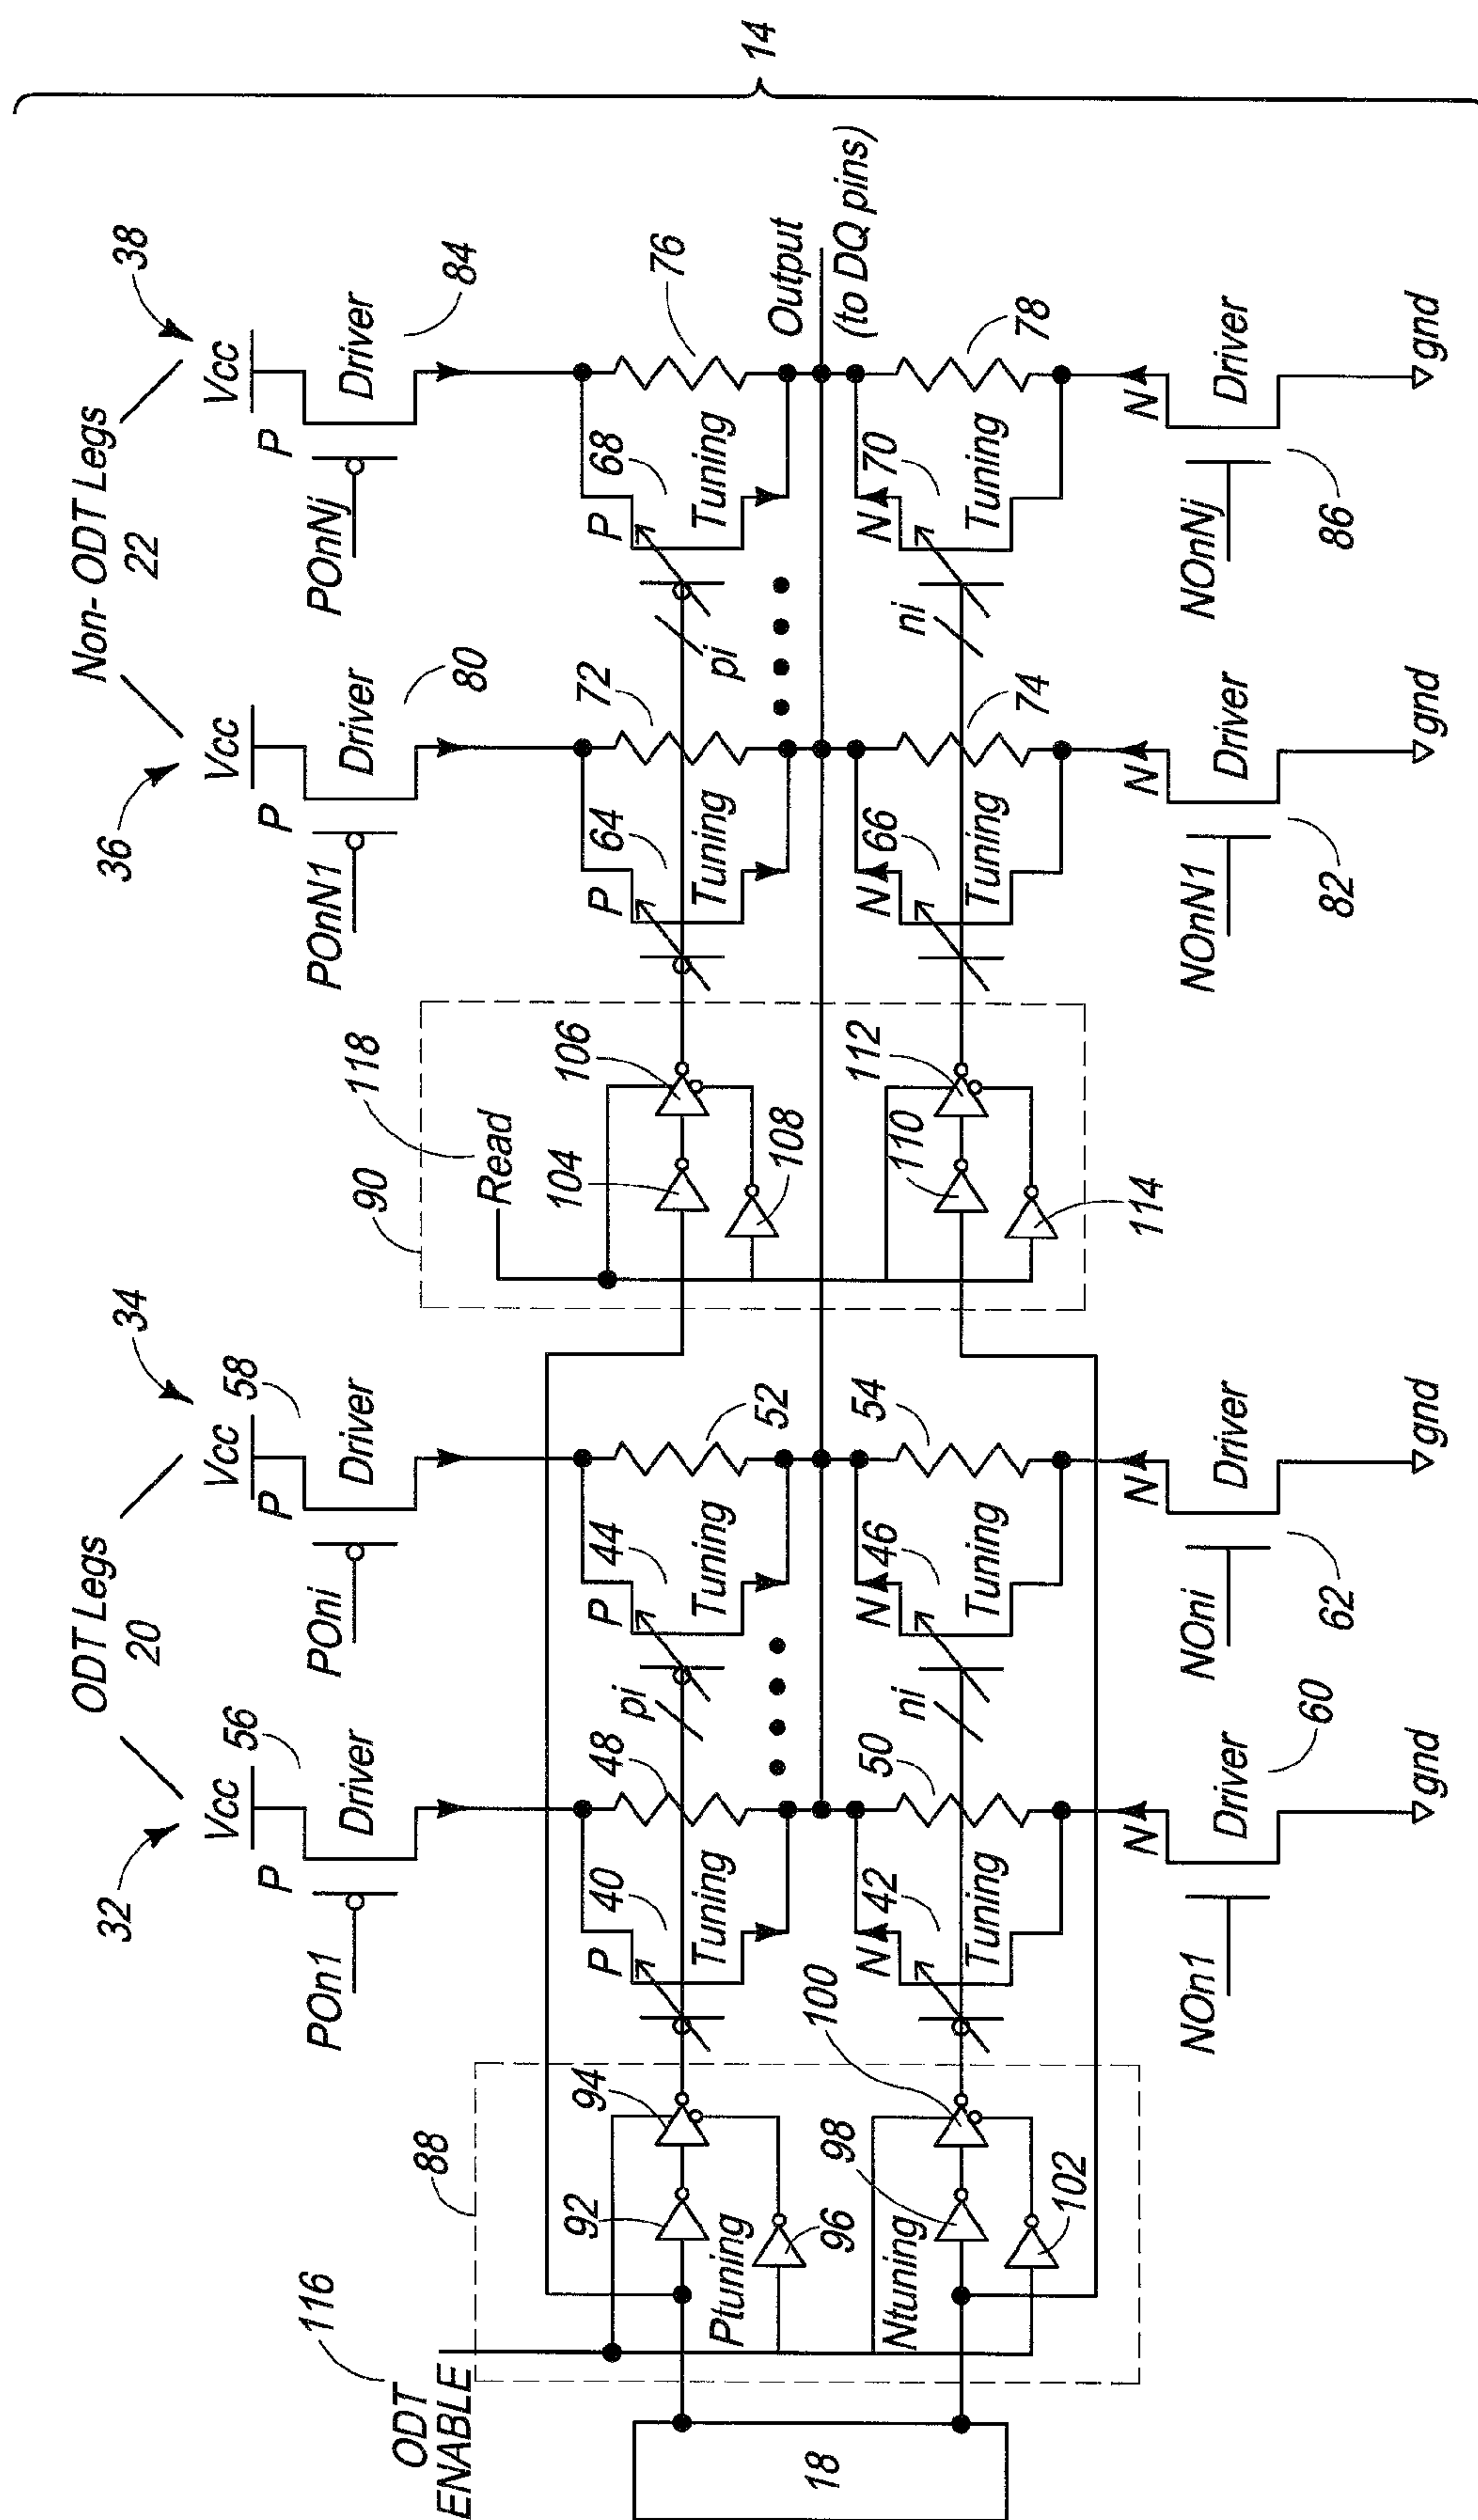 14
ODT Legs
20
Non- ODT Legs
22
32
34
36
38
Vcc 56
Vcc 58
Vcc
Vcc
P Driver
P Driver
P Driver 80
P Driver 84
POn1
POni
POnN1
POnNj
116
ODT
ENABLE
88
90
118
Read
18
92
94
96
Ptuning
98
100
102
Ntuning
104
106
108
110
112
114
P 40
Tuning
48
pi
P 44
Tuning
52
P 64
Tuning
72
pi
P 68
Tuning
76
Output
(to DQ pins)
N 42
Tuning
50
ni
N 46
Tuning
54
N 66
Tuning
74
ni
N 70
Tuning
78
N Driver
60
N Driver
62
N Driver
82
N Driver
86
NOn1
NOni
NOnN1
NOnNj
gnd
gnd
gnd
gnd